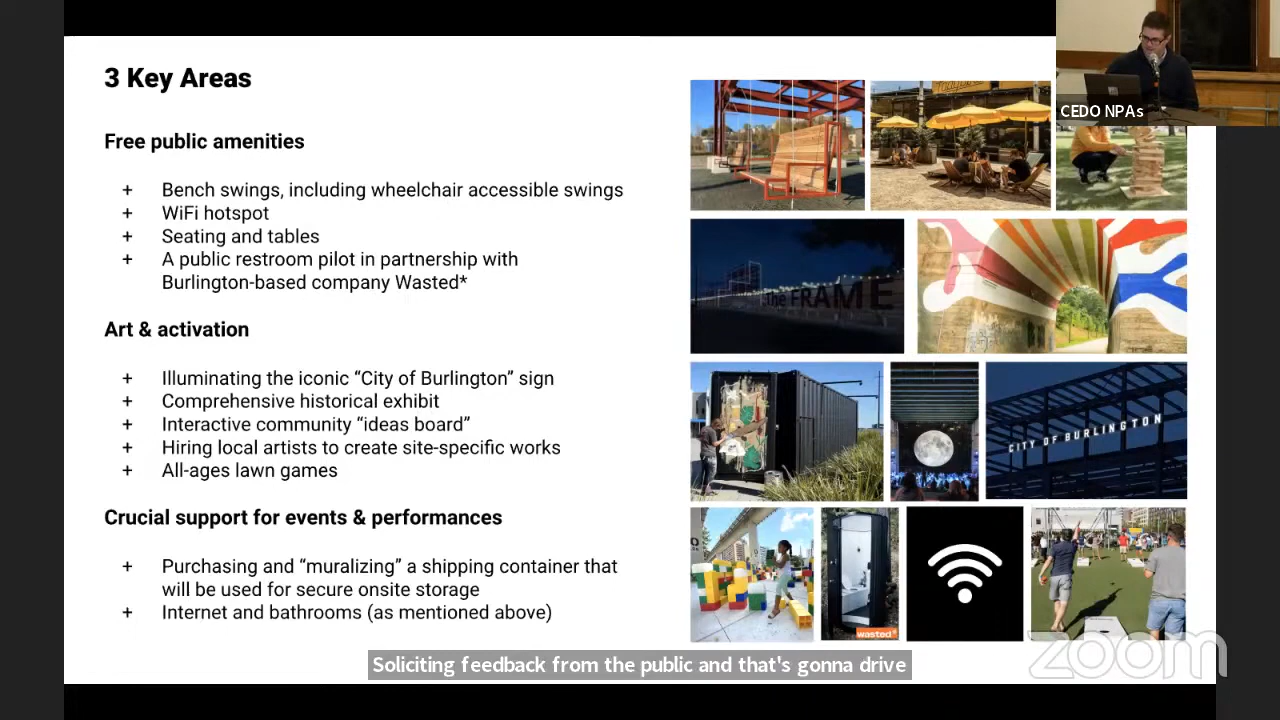 3 Key Areas
Free public amenities
+ Bench swings, including wheelchair accessible swings
+ WiFi hotspot
+ Seating and tables
+ A public restroom pilot in partnership with
Burlington-based company Wasted*
Art & activation
+ Illuminating the iconic “City of Burlington” sign
+ Comprehensive historical exhibit
+ Interactive community “ideas board”
+ Hiring local artists to create site-specific works
+ All-ages lawn games
Crucial support for events & performances
+ Purchasing and “muralizing” a shipping container that
will be used for secure onsite storage
+ Internet and bathrooms (as mentioned above)
CEDO NPAs
The FRAME
CITY OF BURLINGTON
wasted*
zoom
Soliciting feedback from the public and that's gonna drive